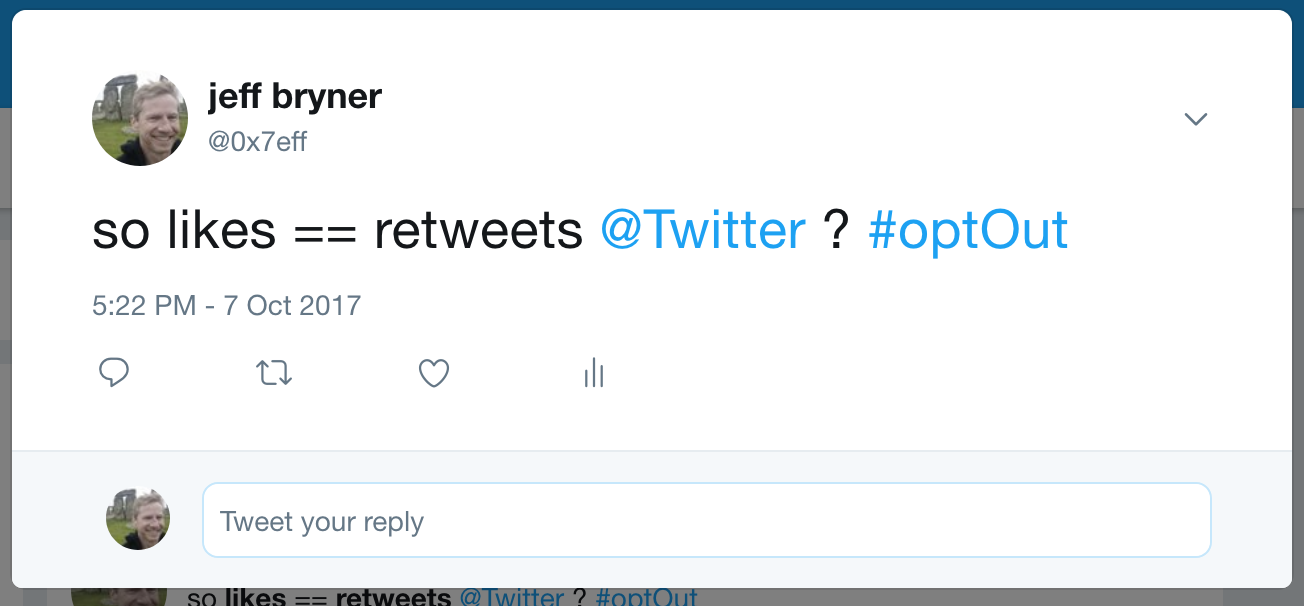 jeff bryner
@0x7eff
so likes == retweets @Twitter ? #optOut
5:22 PM - 7 Oct 2017
Tweet your reply
so likes == retweets @Twitter ? #optOut